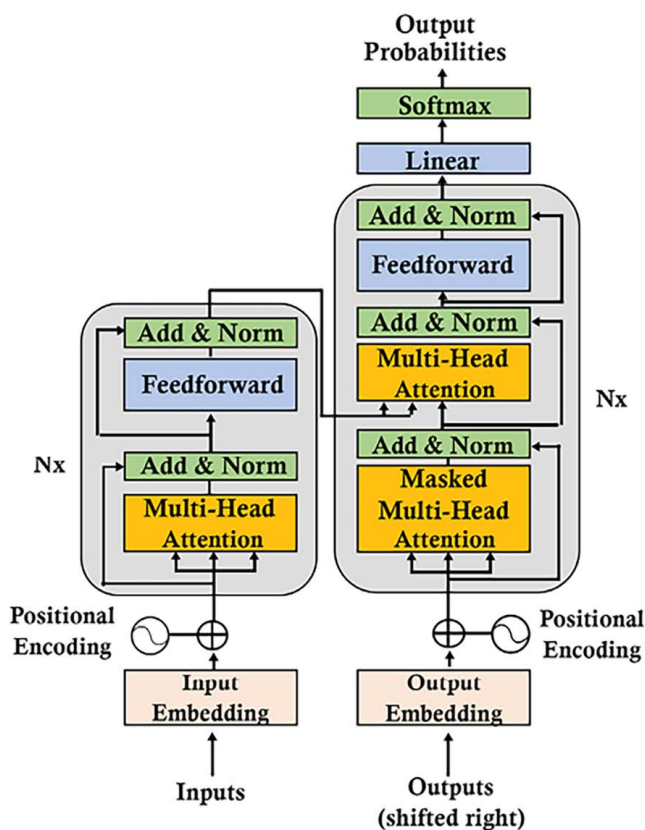 Output
Probabilities
Softmax
Linear
Add & Norm
Feedforward
Add & Norm
Multi-Head
Attention
Nx
Add & Norm
Masked
Multi-Head
Attention
Positional
Encoding
Output
Embedding
Outputs
(shifted right)
Add & Norm
Feedforward
Nx
Add & Norm
Multi-Head
Attention
Positional
Encoding
Input
Embedding
Inputs